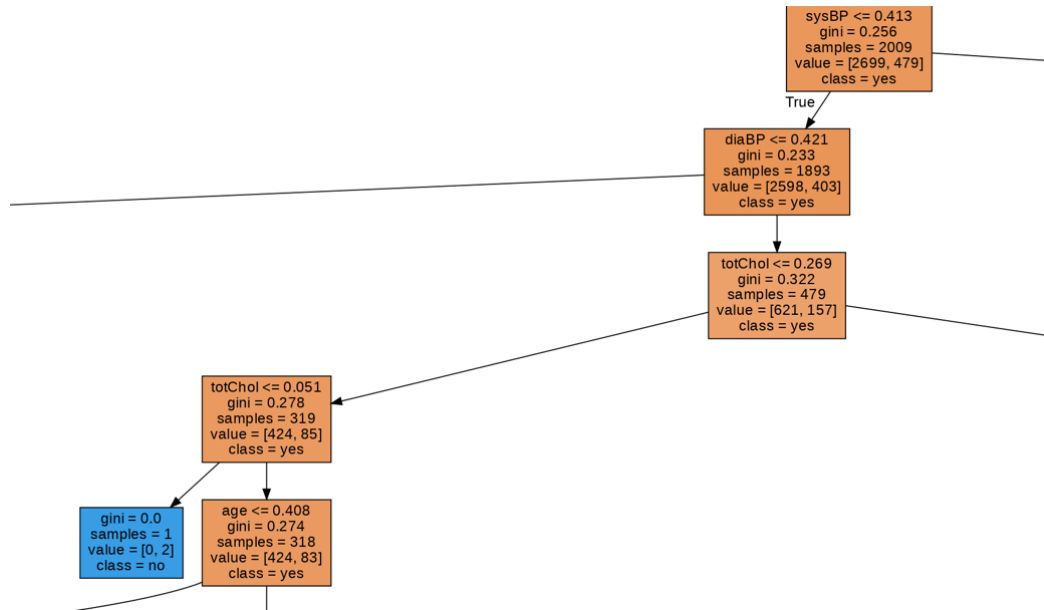 sysBP <= 0.413
gini = 0.256
samples = 2009
value = [2699, 479]
class = yes
True
diaBP <= 0.421
gini = 0.233
samples = 1893
value = [2598, 403]
class = yes
totChol <= 0.269
gini = 0.322
samples = 479
value = [621, 157]
class = yes
totChol <= 0.051
gini = 0.278
samples = 319
value = [424, 85]
class = yes
gini = 0.0
samples = 1
value = [0, 2]
class = no
age <= 0.408
gini = 0.274
samples = 318
value = [424, 83]
class = yes